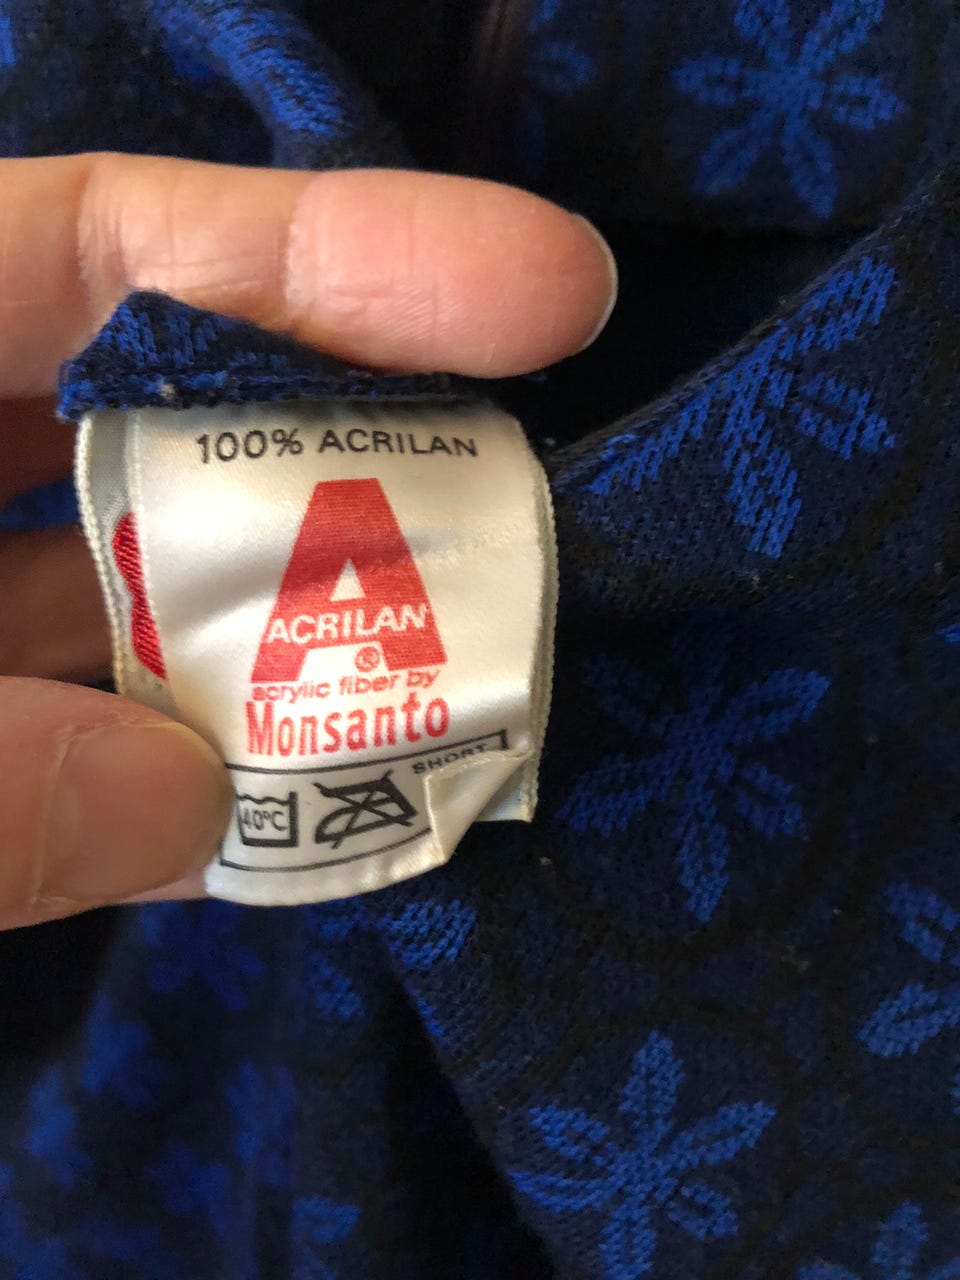 100% ACRILAN
ACRILAN
®
acrylic fiber by
Monsanto
SHORT
40°C